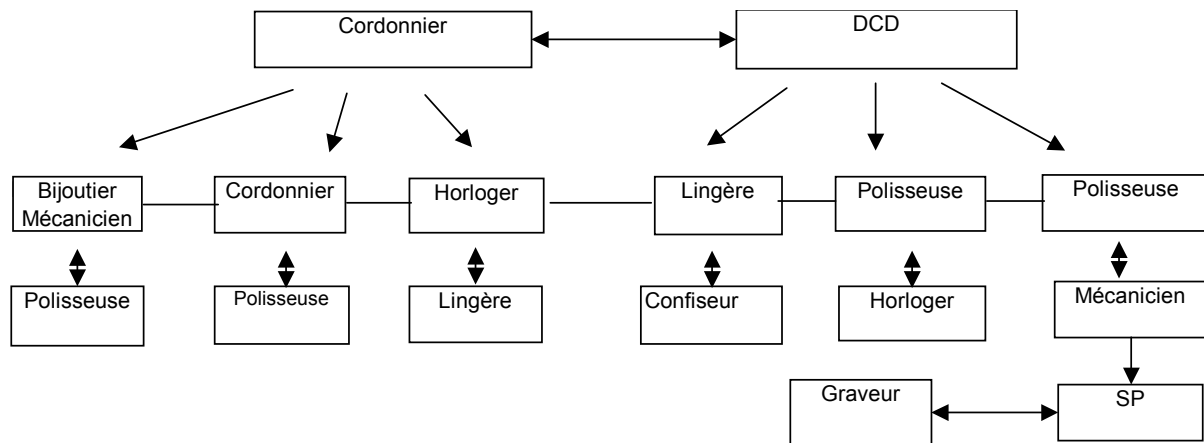 Cordonnier
DCD
Bijoutier
Mécanicien
Cordonnier
Horloger
Lingère
Polisseuse
Polisseuse
Polisseuse
Polisseuse
Lingère
Confiseur
Horloger
Mécanicien
Graveur
SP